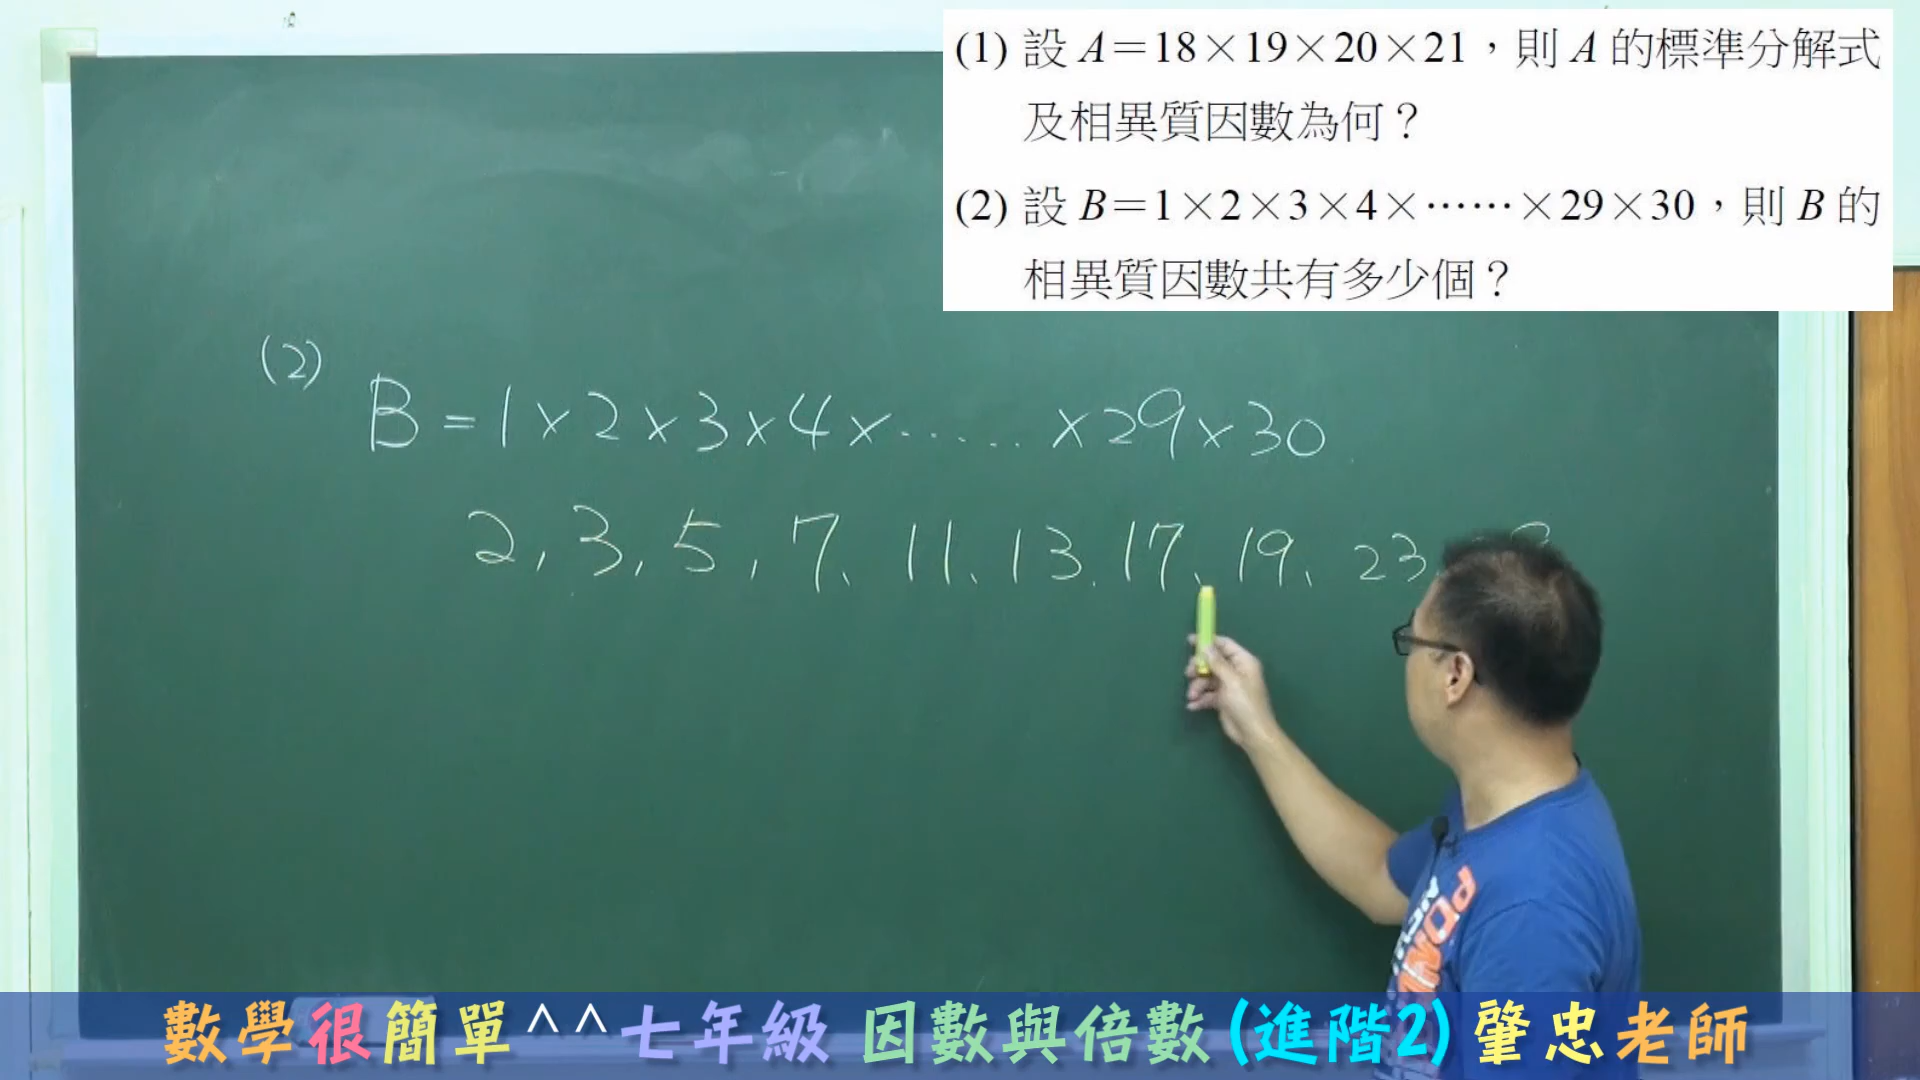 (1) 設 A＝18×19×20×21，則 A 的標準分解式
及相異質因數為何？
(2) 設 B＝1×2×3×4×……×29×30，則 B 的
相異質因數共有多少個？
(2)
B = 1×2×3×4×......×29×30
2, 3, 5, 7、11、13、17、19、23
數學很簡單^^七年級 因數與倍數(進階2) 肇忠老師